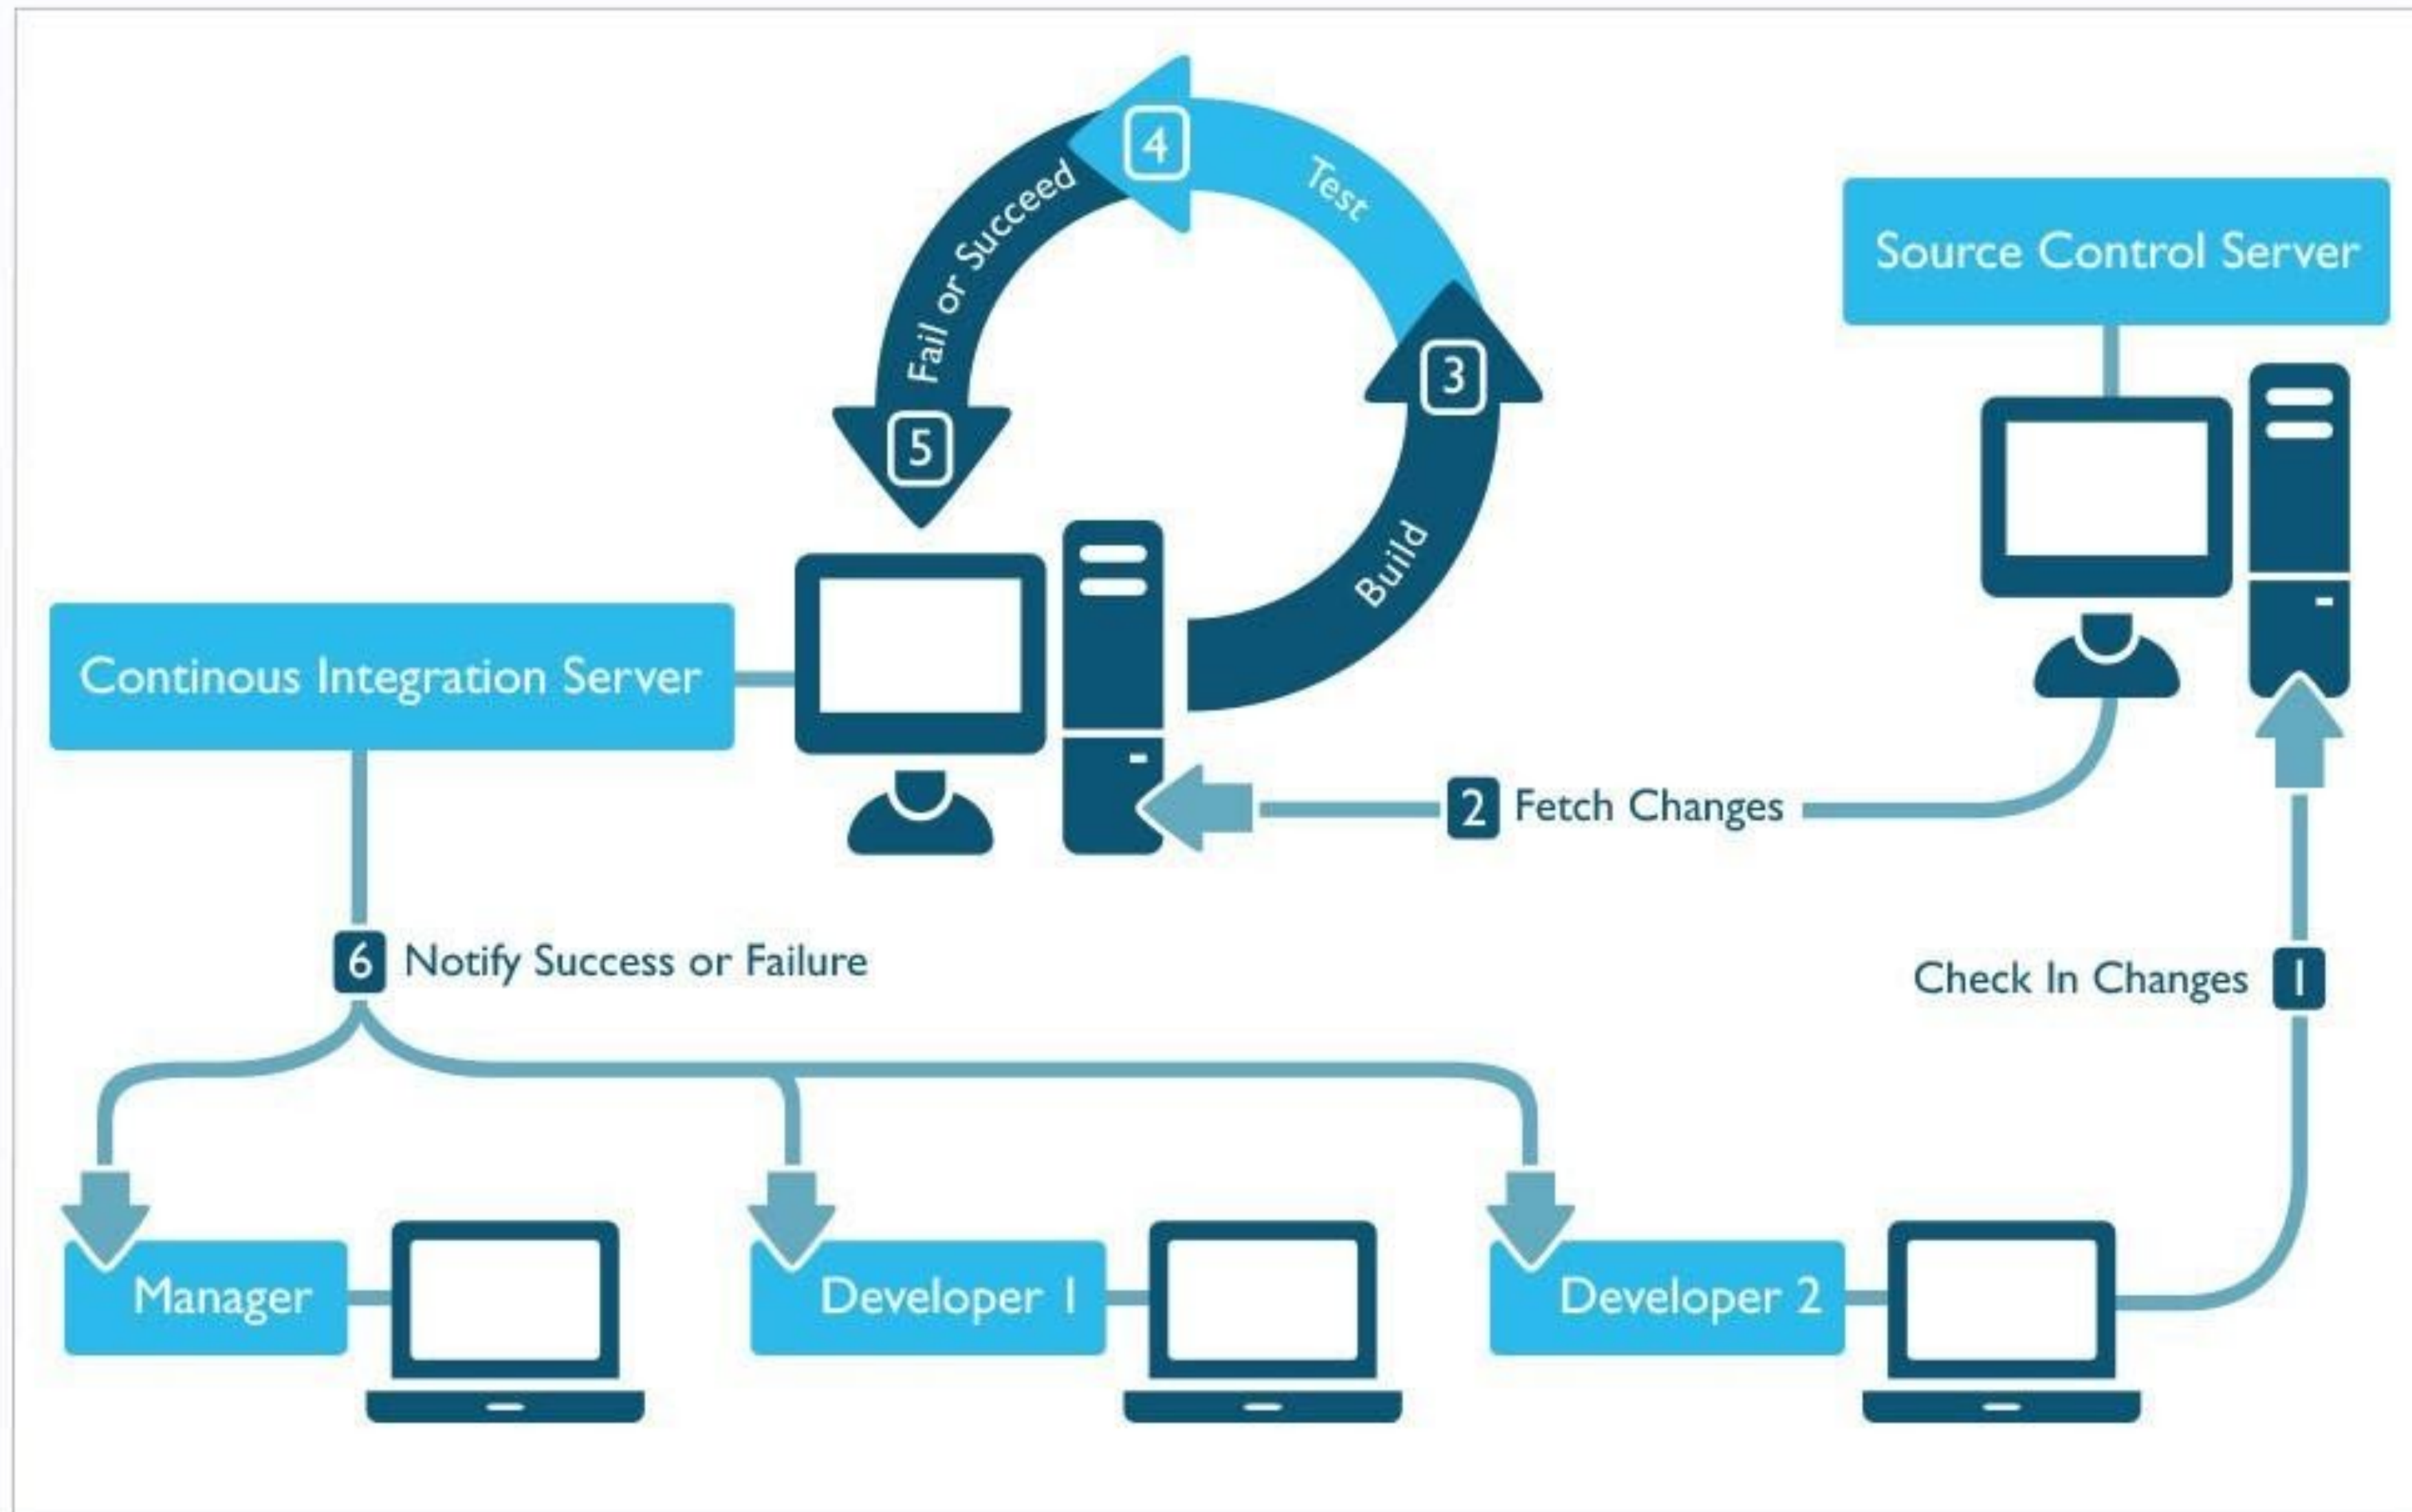 4
Test
Fail or Succeed
3
5
Build
Source Control Server
Continous Integration Server
2 Fetch Changes
6 Notify Success or Failure
Check In Changes 1
Manager
Developer 1
Developer 2